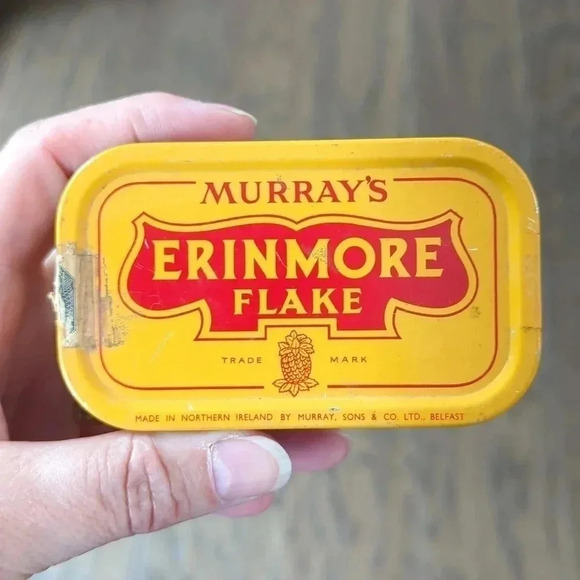 MURRAY'S
ERINMORE
FLAKE
TRADE MARK
MADE IN NORTHERN IRELAND BY MURRAY, SONS & CO. LTD., BELFAST